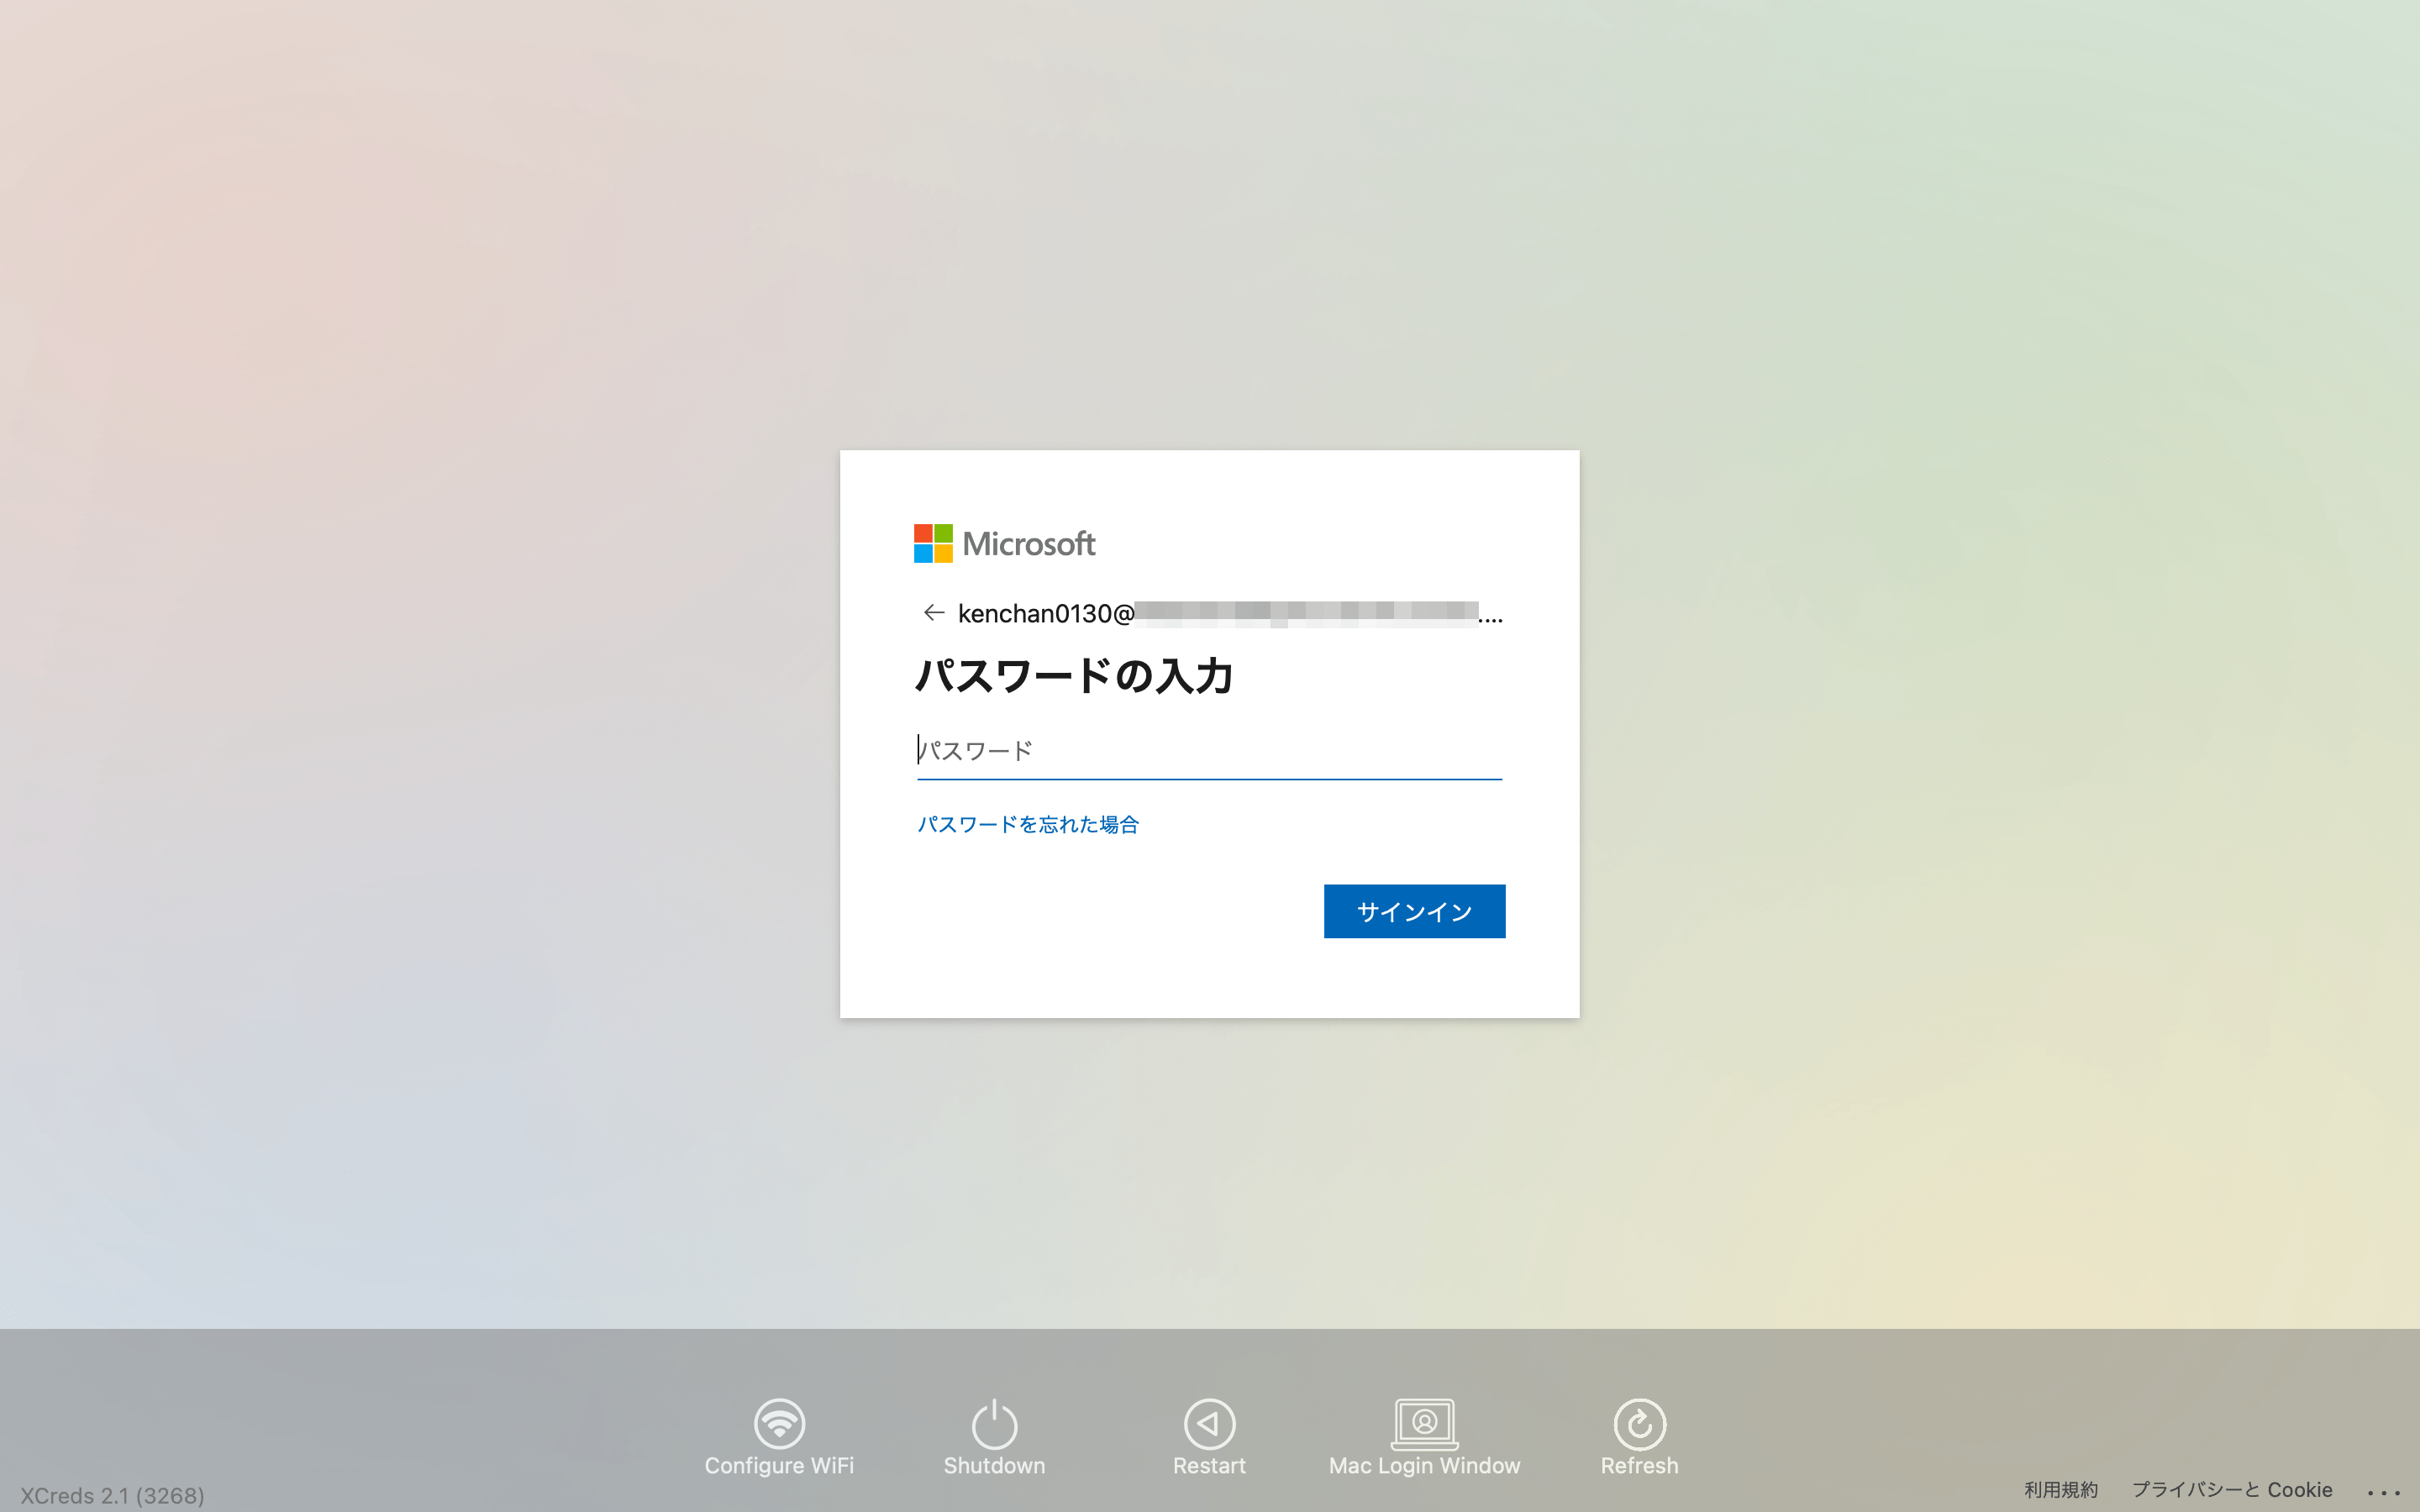 Microsoft
kenchan0130@
パスワードの入力
パスワード
パスワードを忘れた場合
サインイン
Configure WiFi
Shutdown
Restart
Mac Login Window
Refresh
XCreds 2.1 (3268)
利用規約
プライバシーと Cookie
...